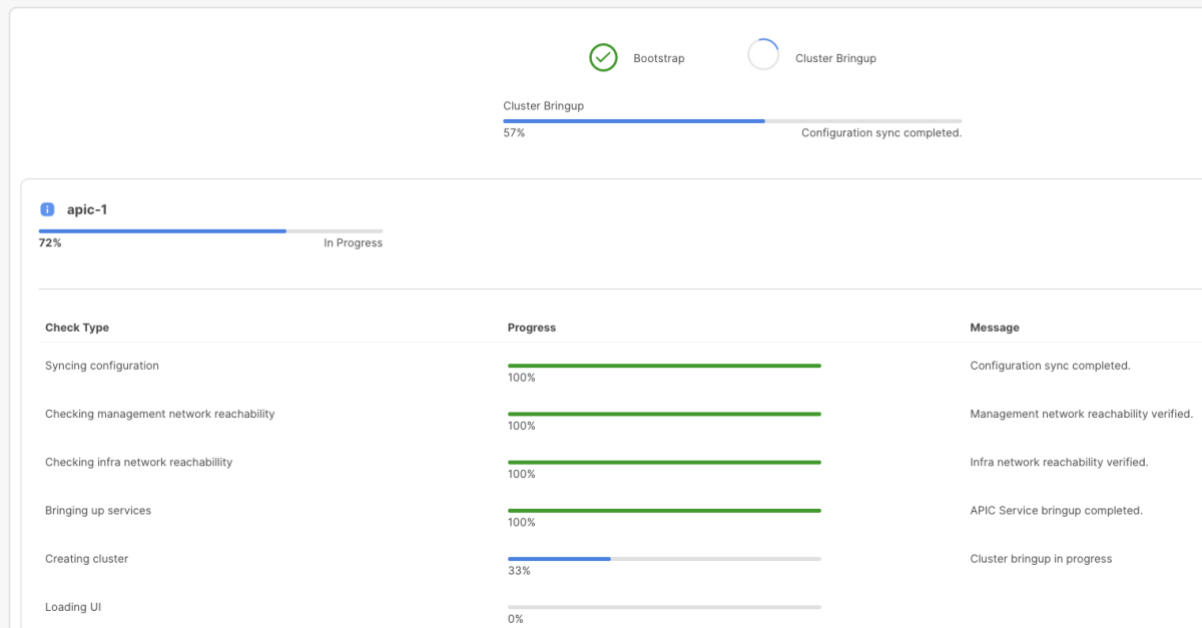 Bootstrap
Cluster Bringup
Cluster Bringup
57% Configuration sync completed.
apic-1
72% In Progress
Check Type Progress Message
Syncing configuration Configuration sync completed.
100%
Checking management network reachability Management network reachability verified.
100%
Checking infra network reachabillity Infra network reachability verified.
100%
Bringing up services APIC Service bringup completed.
100%
Creating cluster Cluster bringup in progress
33%
Loading UI
0%